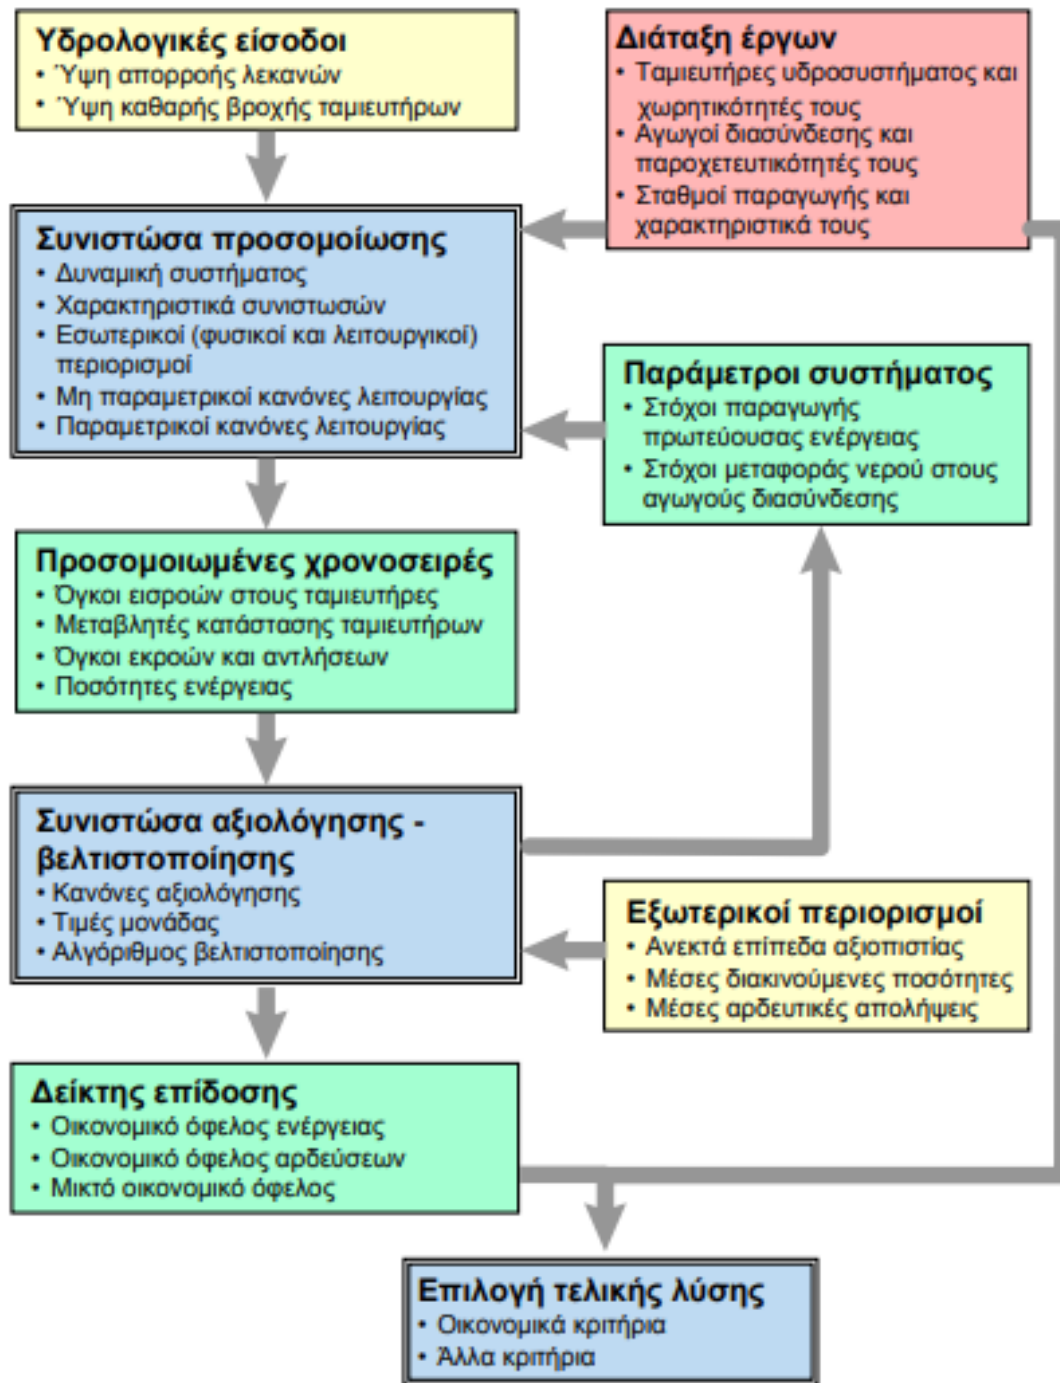 Υδρολογικές είσοδοι
• Ύψη απορροής λεκανών
• Ύψη καθαρής βροχής ταμιευτήρων
Διάταξη έργων
• Ταμιευτήρες υδροσυστήματος και
χωρητικότητές τους
• Αγωγοί διασύνδεσης και
παροχετευτικότητές τους
• Σταθμοί παραγωγής και
χαρακτηριστικά τους
Συνιστώσα προσομοίωσης
• Δυναμική συστήματος
• Χαρακτηριστικά συνιστωσών
• Εσωτερικοί (φυσικοί και λειτουργικοί)
περιορισμοί
• Μη παραμετρικοί κανόνες λειτουργίας
• Παραμετρικοί κανόνες λειτουργίας
Παράμετροι συστήματος
• Στόχοι παραγωγής
πρωτεύουσας ενέργειας
• Στόχοι μεταφοράς νερού στους
αγωγούς διασύνδεσης
Προσομοιωμένες χρονοσειρές
• Όγκοι εισροών στους ταμιευτήρες
• Μεταβλητές κατάστασης ταμιευτήρων
• Όγκοι εκροών και αντλήσεων
• Ποσότητες ενέργειας
Συνιστώσα αξιολόγησης -
βελτιστοποίησης
• Κανόνες αξιολόγησης
• Τιμές μονάδας
• Αλγόριθμος βελτιστοποίησης
Εξωτερικοί περιορισμοί
• Ανεκτά επίπεδα αξιοπιστίας
• Μέσες διακινούμενες ποσότητες
• Μέσες αρδευτικές απολήψεις
Δείκτης επίδοσης
• Οικονομικό όφελος ενέργειας
• Οικονομικό όφελος αρδεύσεων
• Μικτό οικονομικό όφελος
Επιλογή τελικής λύσης
• Οικονομικά κριτήρια
• Άλλα κριτήρια